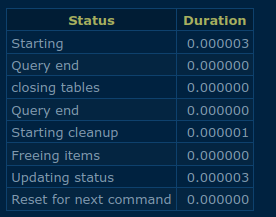 Status Duration
Starting 0.000003
Query end 0.000000
closing tables 0.000000
Query end 0.000000
Starting cleanup 0.000001
Freeing items 0.000000
Updating status 0.000003
Reset for next command 0.000000